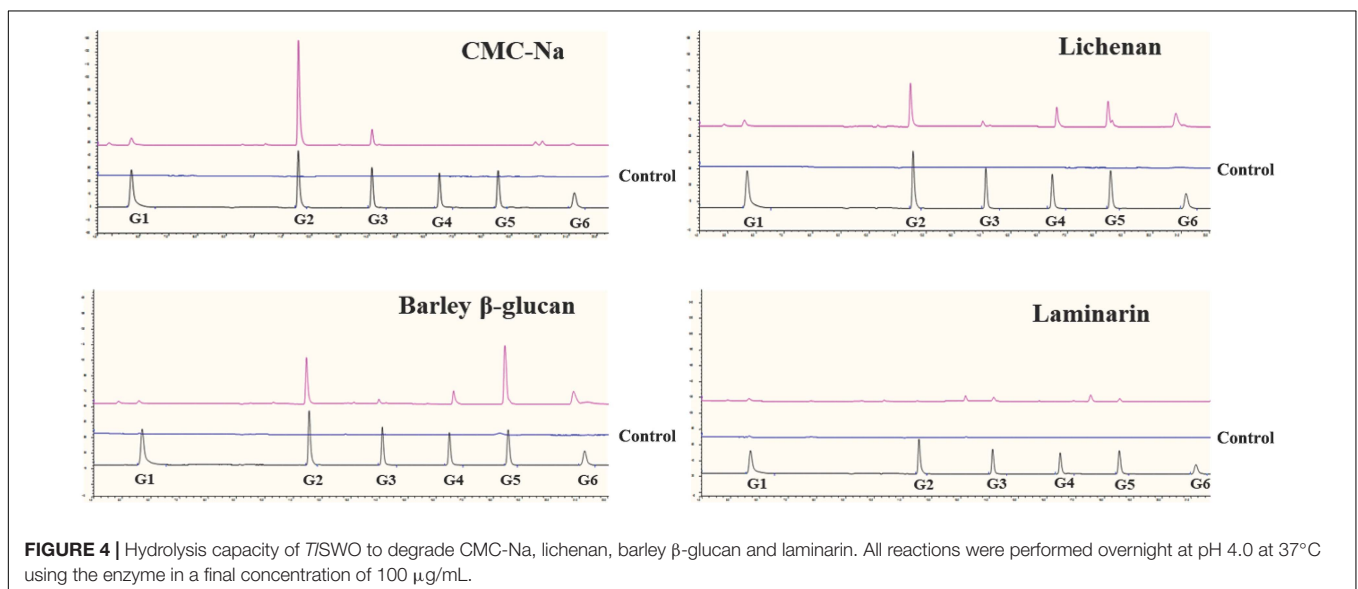 CMC-Na
Control
G1 G2 G3 G4 G5 G6
Lichenan
Control
G1 G2 G3 G4 G5 G6
Barley β-glucan
Control
G1 G2 G3 G4 G5 G6
Laminarin
Control
G1 G2 G3 G4 G5 G6
FIGURE 4 | Hydrolysis capacity of TlSWO to degrade CMC-Na, lichenan, barley β-glucan and laminarin. All reactions were performed overnight at pH 4.0 at 37°C
using the enzyme in a final concentration of 100 μg/mL.